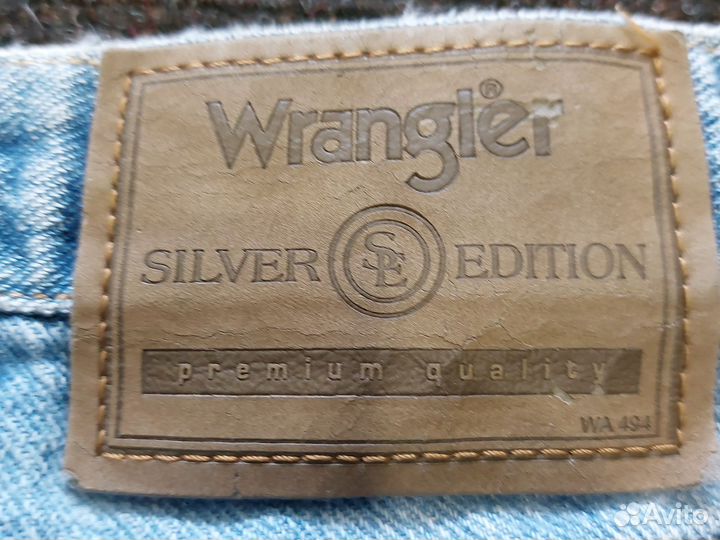 Wrangler®
SILVER SE EDITION
premium quality
WA 494
Avito